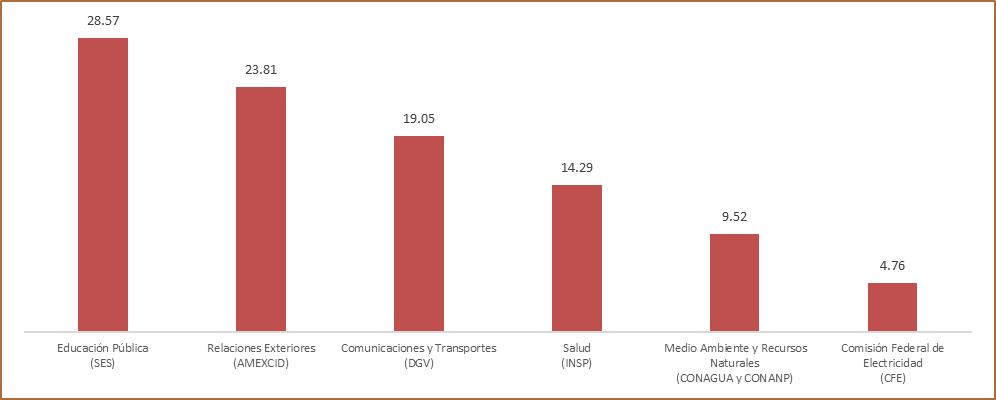 28.57
23.81
19.05
14.29
9.52
4.76
Educación Pública
(SES)
Relaciones Exteriores
(AMEXCID)
Comunicaciones y Transportes
(DGV)
Salud
(INSP)
Medio Ambiente y Recursos
Naturales
(CONAGUA y CONANP)
Comisión Federal de
Electricidad
(CFE)